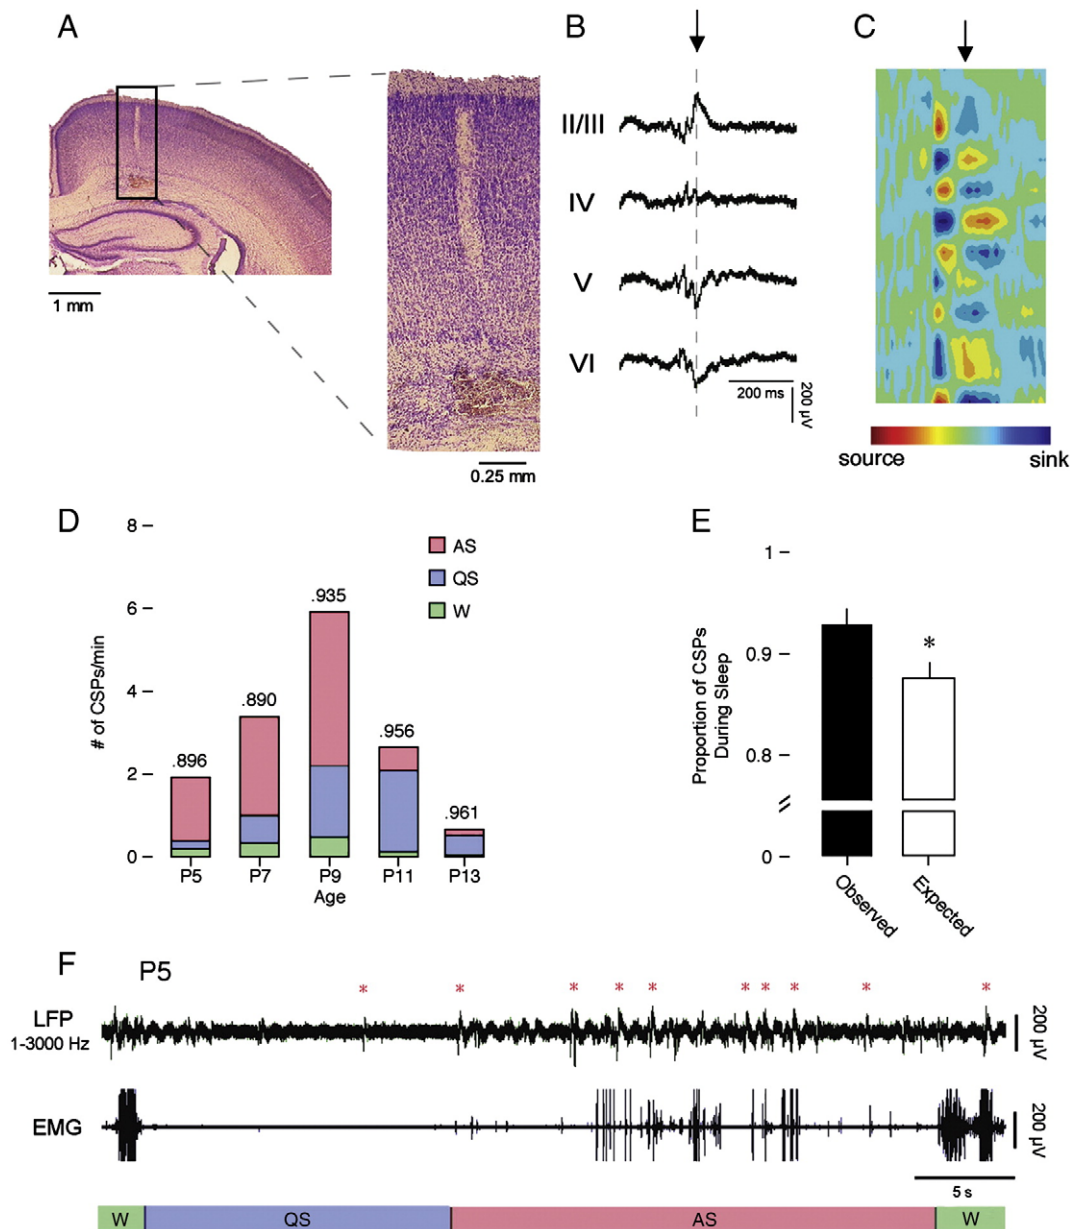 A
B
C
II/III
IV
V
VI
1 mm
0.25 mm
200 ms
200 µV
source
sink
D
8
6
4
2
0
# of CSPs/min
.896
.890
.935
.956
.961
P5
P7
P9
P11
P13
Age
AS
QS
W
E
1
0.9
0.8
0
Proportion of CSPs
During Sleep
*
Observed
Expected
F
P5
* * * * * * * * * *
LFP
1-3000 Hz
200 µV
EMG
200 µV
5 s
W QS AS W